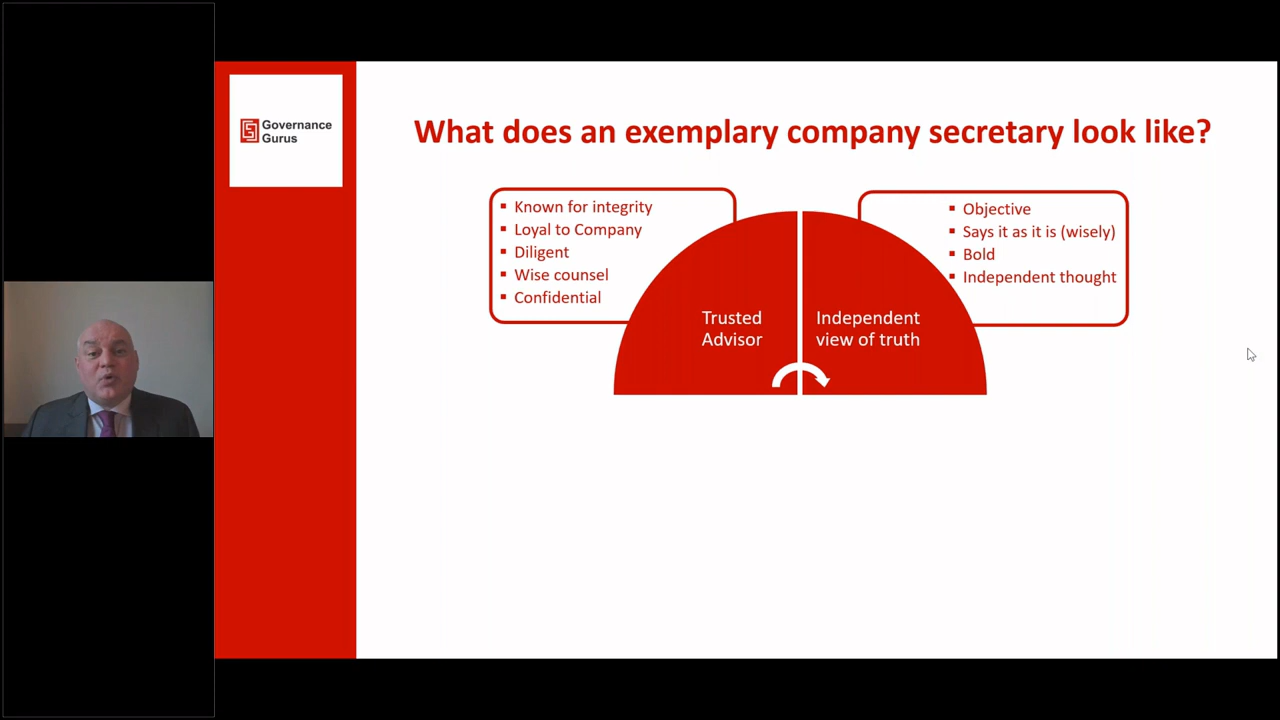 Governance
Gurus
What does an exemplary company secretary look like?
Known for integrity
Loyal to Company
Diligent
Wise counsel
Confidential
Objective
Says it as it is (wisely)
Bold
Independent thought
Trusted
Advisor
Independent
view of truth